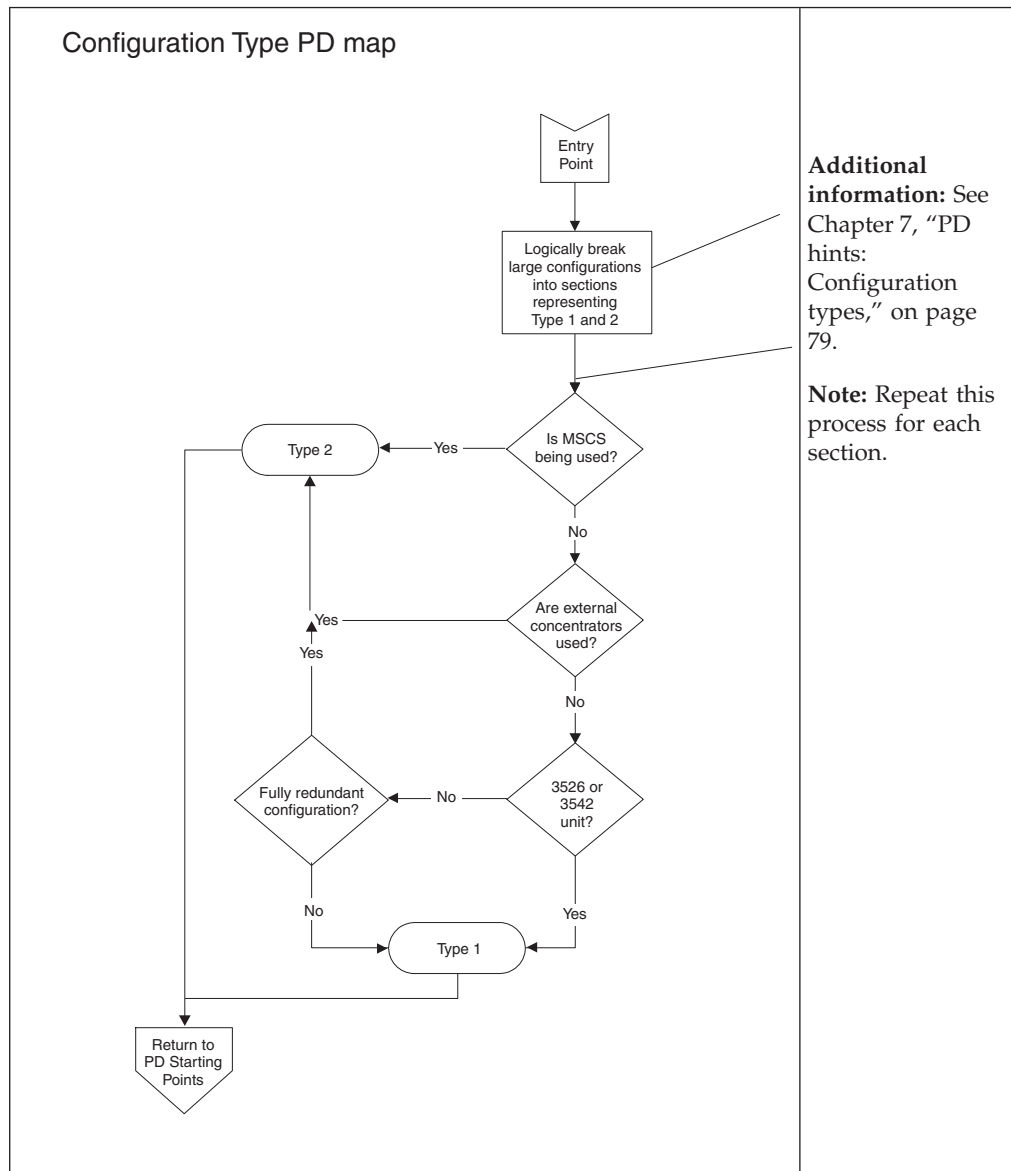 Configuration Type PD map
Entry
Point
Logically break
large configurations
into sections
representing
Type 1 and 2
Additional
information: See
Chapter 7, “PD
hints:
Configuration
types,” on page
79.
Note: Repeat this
process for each
section.
Is MSCS
being used?
Yes
Type 2
No
Are external
concentrators
used?
Yes
Yes
No
3526 or
3542
unit?
No
Fully redundant
configuration?
No
Yes
Type 1
Return to
PD Starting
Points